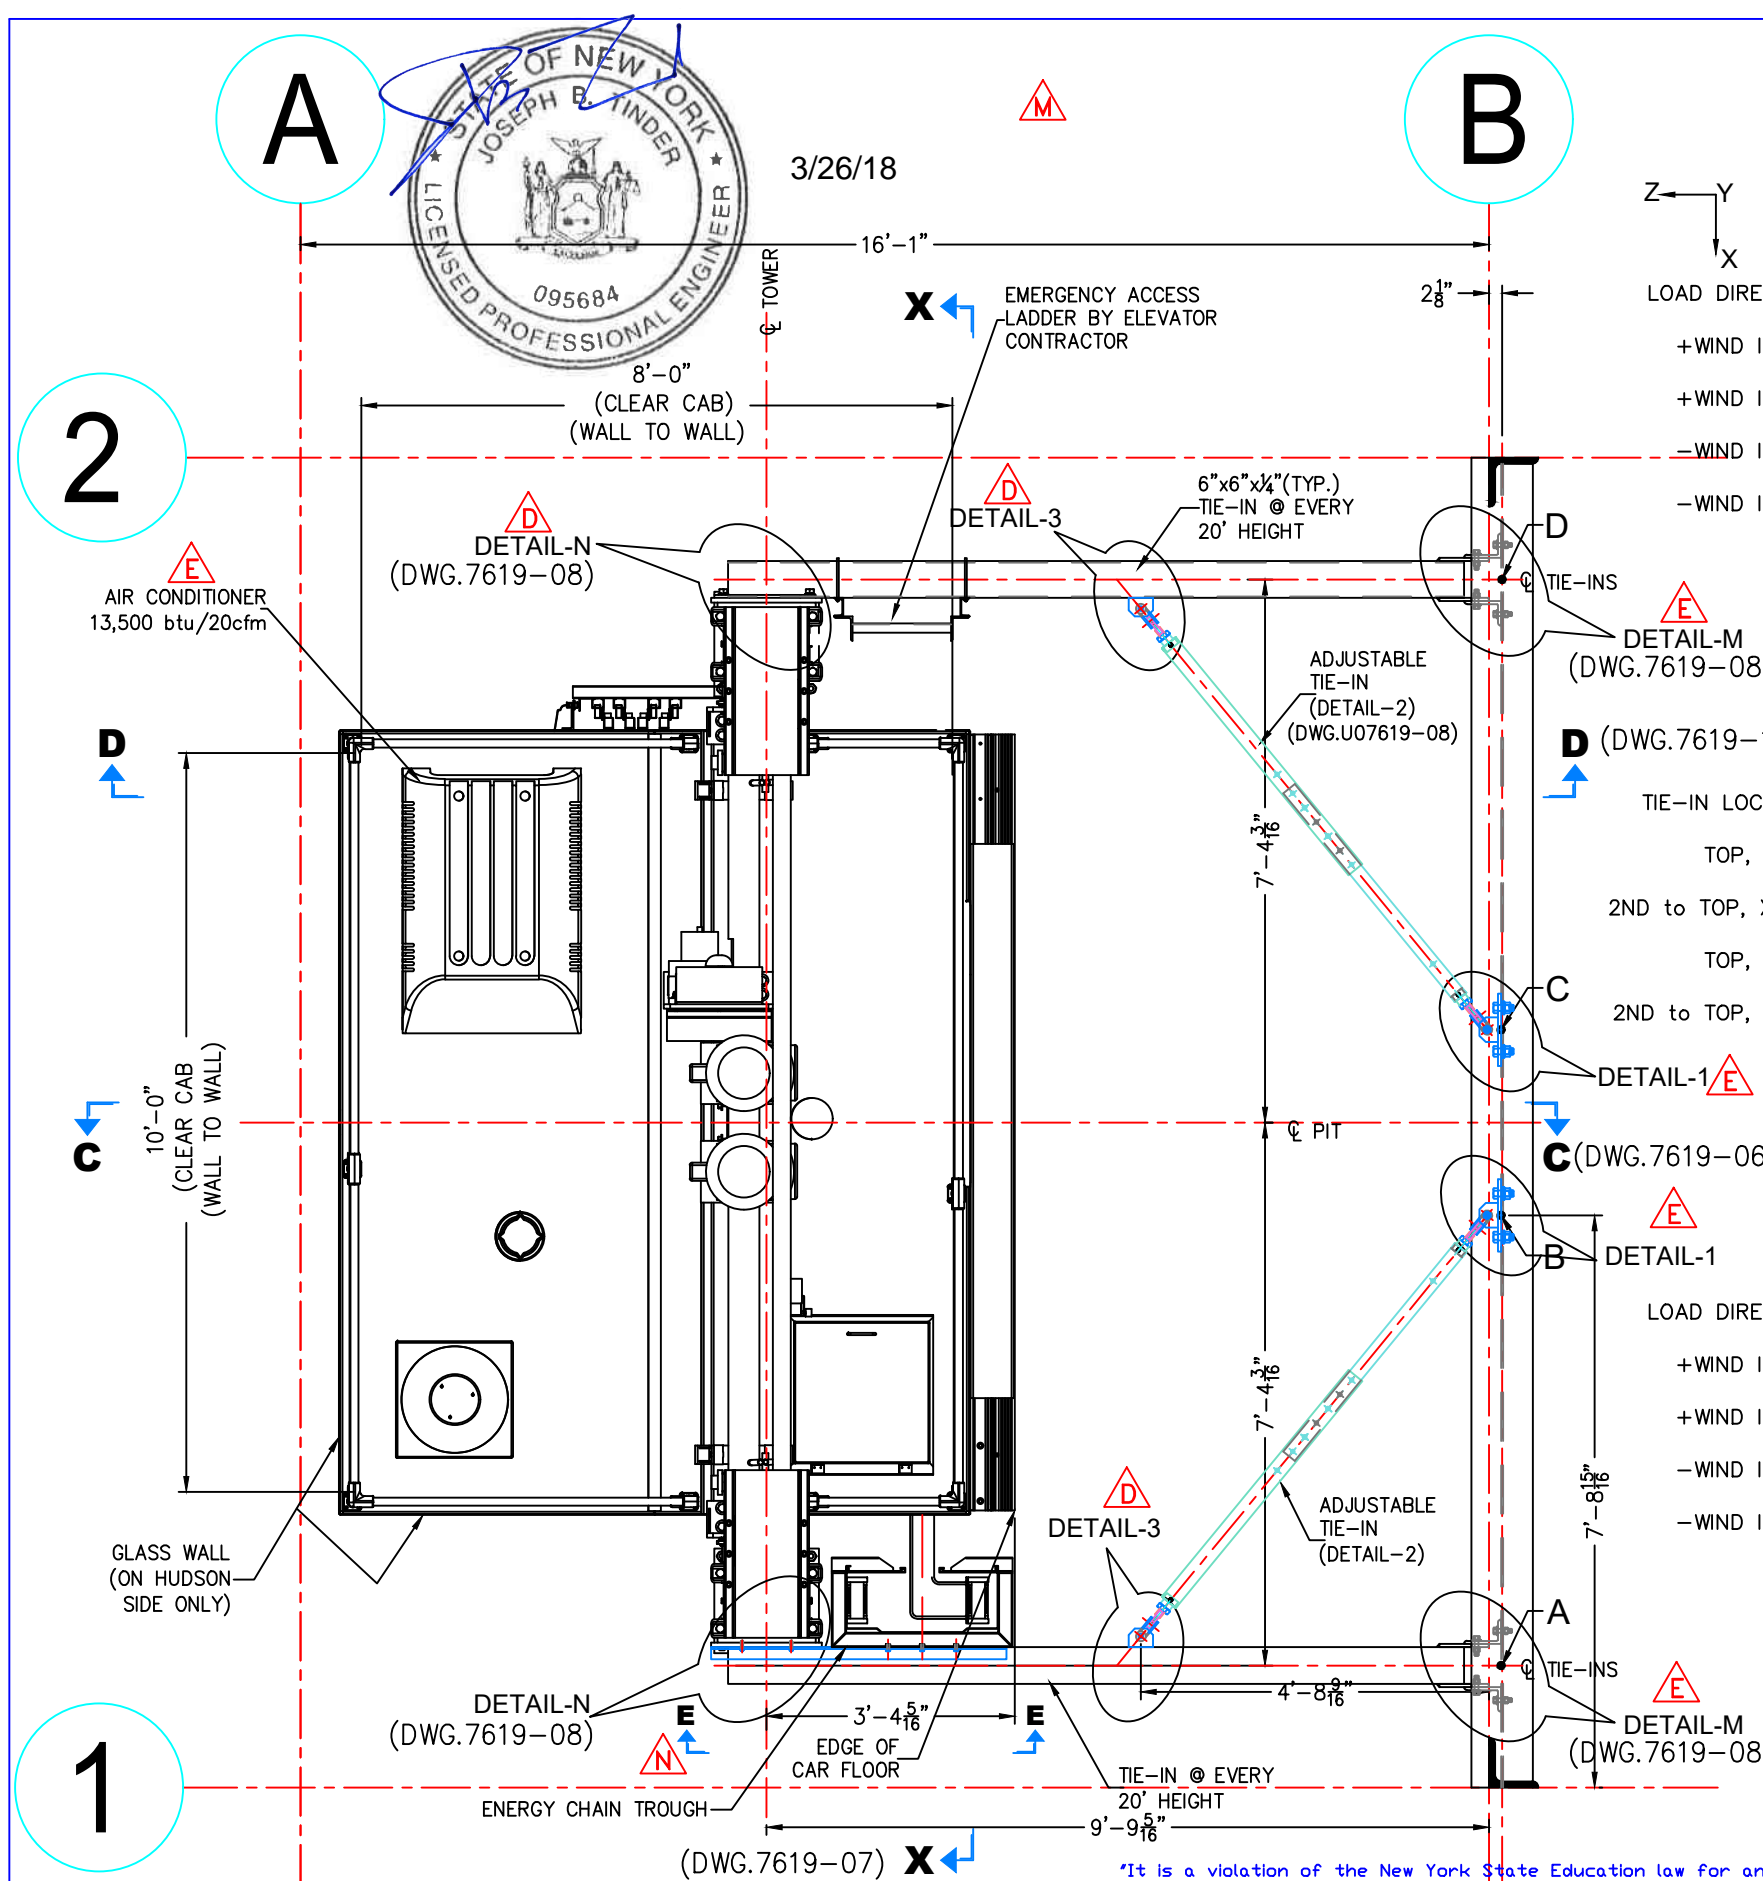 A
B
STATE OF NEW YORK
JOSEPH B. TINDER
EXCELSIOR
095684
LICENSED PROFESSIONAL ENGINEER
3/26/18
M
Z
Y
X
16'-1"
2 1/8"
℄ TOWER
X
EMERGENCY ACCESS
LADDER BY ELEVATOR
CONTRACTOR
LOAD DIRE
+WIND I
+WIND I
-WIND I
-WIND I
8'-0"
(CLEAR CAB)
(WALL TO WALL)
2
D
DETAIL-N
(DWG.7619-08)
D
DETAIL-3
6"x6"x1/4"(TYP.)
TIE-IN @ EVERY
20' HEIGHT
D
℄ TIE-INS
E
AIR CONDITIONER
13,500 btu/20cfm
E
DETAIL-M
(DWG.7619-08
ADJUSTABLE
TIE-IN
(DETAIL-2)
(DWG.U07619-08)
D
D (DWG.7619-1
TIE-IN LOC
TOP,
2ND to TOP, X
TOP,
2ND to TOP,
7'-4 3/16"
C
DETAIL-1
E
10'-0"
(CLEAR CAB
(WALL TO WALL)
C
℄ PIT
C (DWG.7619-06
E
B
DETAIL-1
LOAD DIRE
+WIND I
+WIND I
-WIND I
-WIND I
7'-4 3/16"
7'-8 15/16"
D
DETAIL-3
ADJUSTABLE
TIE-IN
(DETAIL-2)
GLASS WALL
(ON HUDSON
SIDE ONLY)
A
℄ TIE-INS
E
DETAIL-M
(DWG.7619-08
DETAIL-N
(DWG.7619-08)
E
E
3'-4 5/16"
4'-8 9/16"
N
EDGE OF
CAR FLOOR
TIE-IN @ EVERY
20' HEIGHT
1
ENERGY CHAIN TROUGH
9'-9 5/16"
(DWG.7619-07) X
"It is a violation of the New York State Education law for an